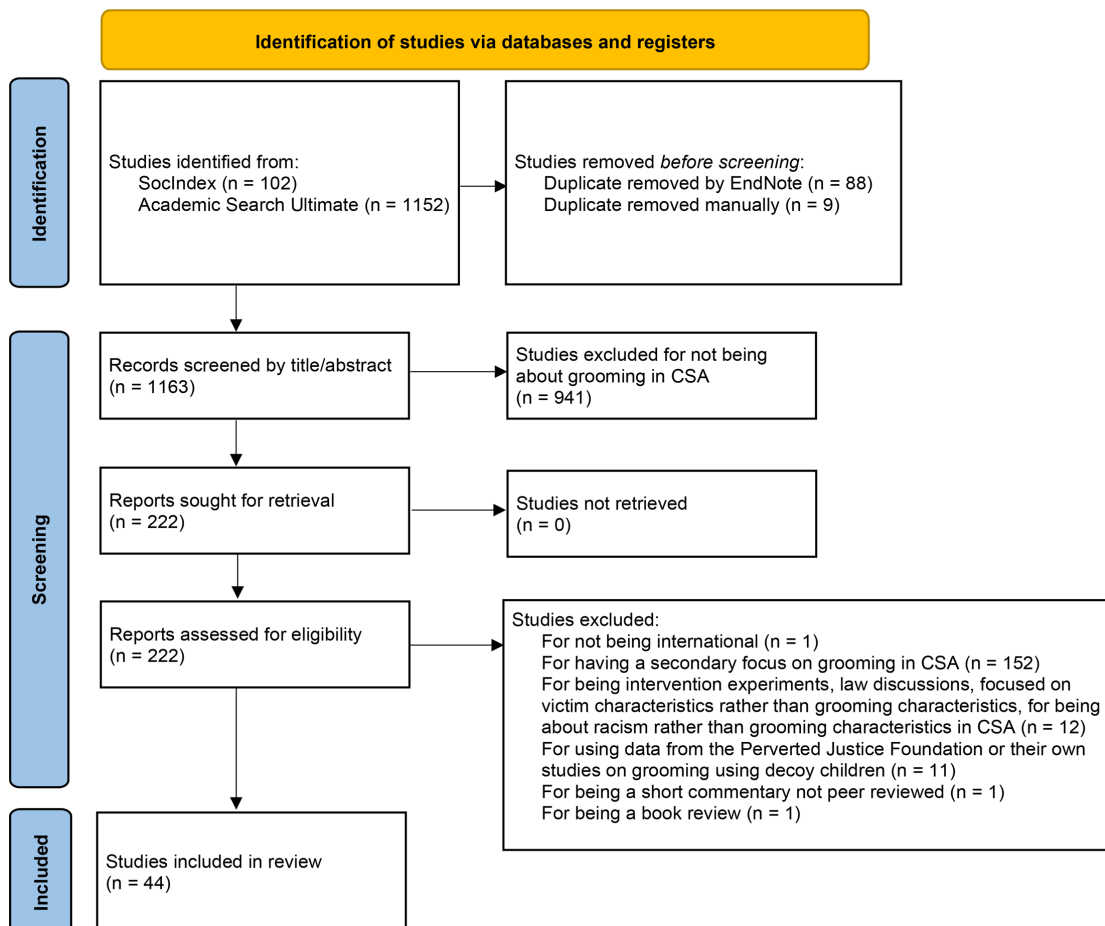 Identification of studies via databases and registers
Identification
Studies identified from:
SocIndex (n = 102)
Academic Search Ultimate (n = 1152)
Studies removed before screening:
Duplicate removed by EndNote (n = 88)
Duplicate removed manually (n = 9)
Screening
Records screened by title/abstract
(n = 1163)
Studies excluded for not being
about grooming in CSA
(n = 941)
Reports sought for retrieval
(n = 222)
Studies not retrieved
(n = 0)
Reports assessed for eligibility
(n = 222)
Studies excluded:
For not being international (n = 1)
For having a secondary focus on grooming in CSA (n = 152)
For being intervention experiments, law discussions, focused on
victim characteristics rather than grooming characteristics, for being
about racism rather than grooming characteristics in CSA (n = 12)
For using data from the Perverted Justice Foundation or their own
studies on grooming using decoy children (n = 11)
For being a short commentary not peer reviewed (n = 1)
For being a book review (n = 1)
Included
Studies included in review
(n = 44)